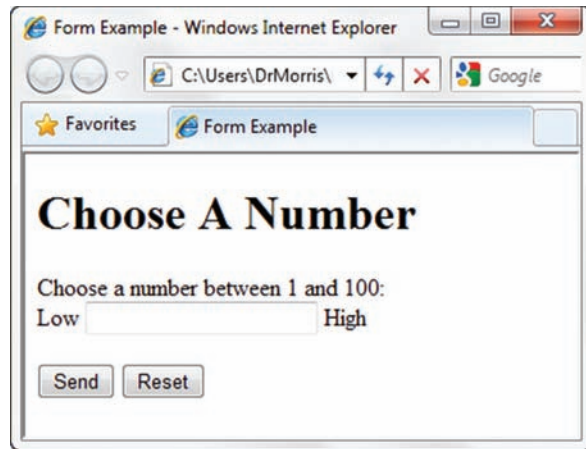 Form Example - Windows Internet Explorer
C:\Users\DrMorris\ Google
Favorites Form Example
Choose A Number
Choose a number between 1 and 100:
Low High
Send Reset